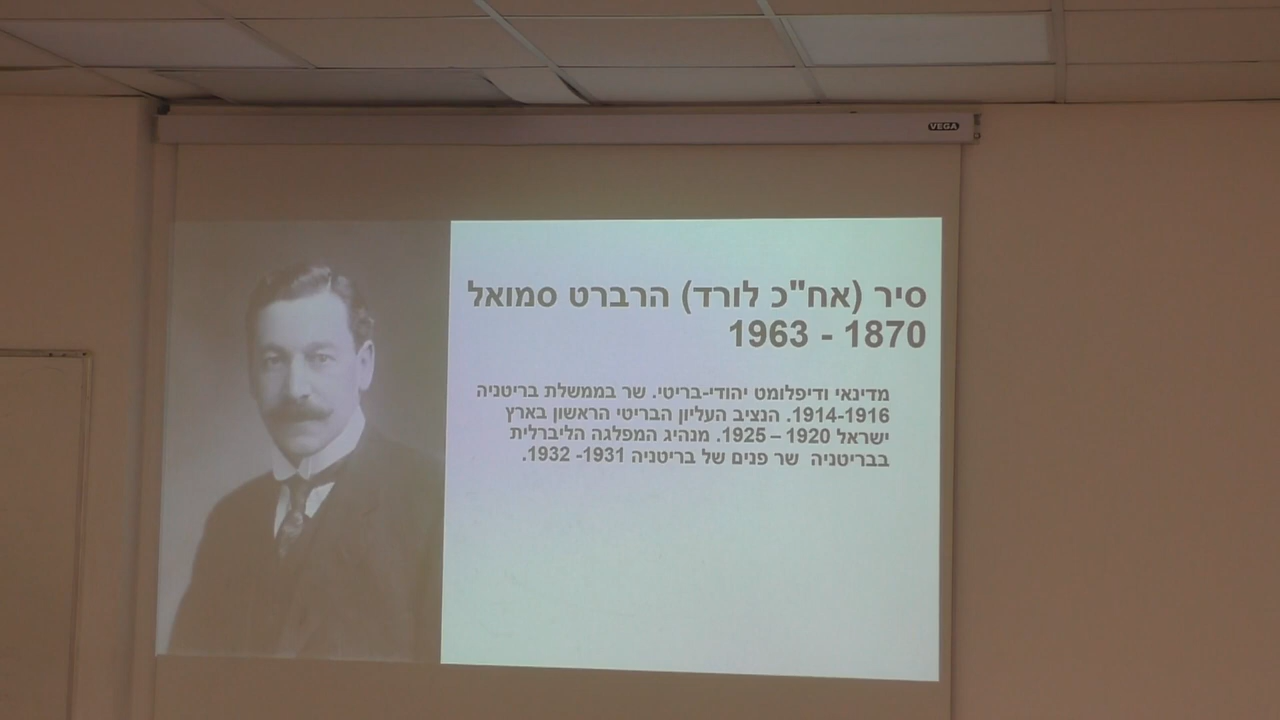 VEGA
סיר (אח"כ לורד) הרברט סמואל
1870 - 1963
מדינאי ודיפלומט יהודי-בריטי. שר בממשלת בריטניה
1914-1916. הנציב העליון הבריטי הראשון בארץ
ישראל 1920 – 1925. מנהיג המפלגה הליברלית
בבריטניה שר פנים של בריטניה 1931- 1932.